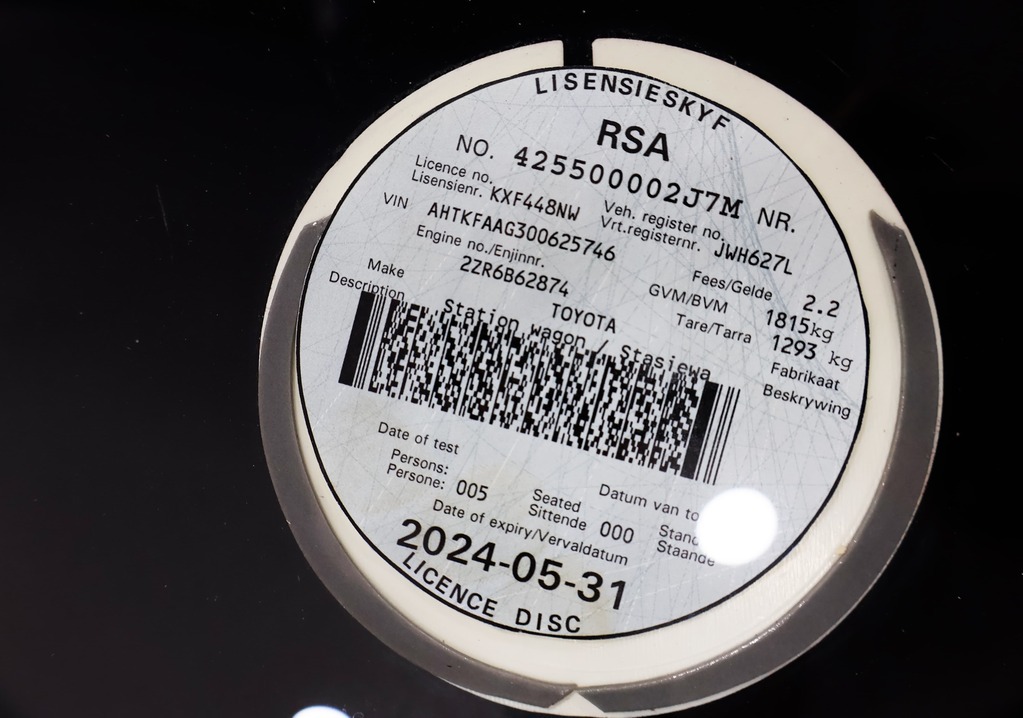 LISENSIESKYF
RSA
NO. 425500002J7M NR.
Licence no. KXF448NW Veh. register no. JWH627L
Lisensienr. Vrt.registernr.
VIN AHTKFAAG300625746 Fees/Gelde 2.2
Engine no./Enjinnr. 2ZR6B62874 GVM/BVM 1815kg
Tare/Tarra 1293 kg
Make TOYOTA Fabrikaat
Description Station wagon / Stasiewa Beskrywing
Date of test Datum van to
Persons: 005 Seated 000 Stand
Persone: Sittende Staande
Date of expiry/Vervaldatum
2024-05-31
LICENCE DISC